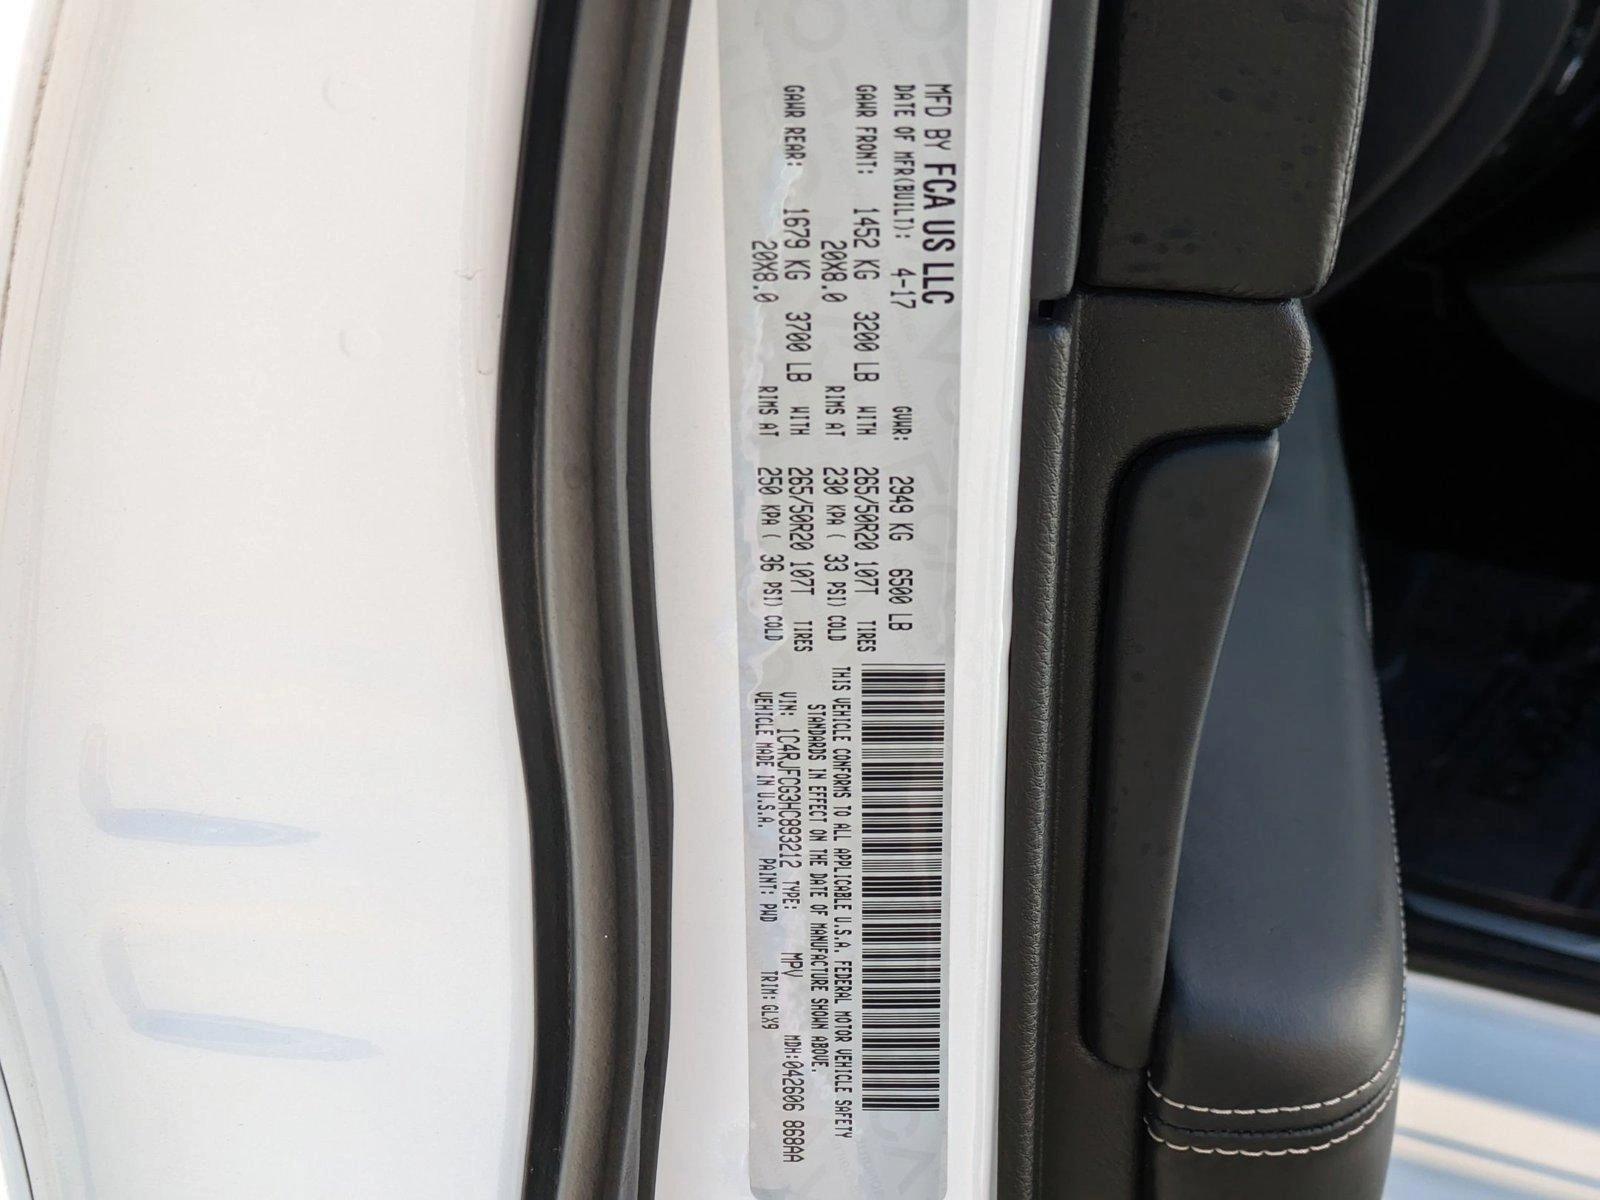 MFD BY FCA US LLC
DATE OF MFR(BUILT): 4-17 GVWR: 2949 KG 6500 LB
GAWR FRONT: 1452 KG 3200 LB WITH 265/50R20 107T TIRES
20X8.0 RIMS AT 230 KPA ( 33 PSI) COLD
GAWR REAR: 1679 KG 3700 LB WITH 265/50R20 107T TIRES
20X8.0 RIMS AT 250 KPA ( 36 PSI) COLD
THIS VEHICLE CONFORMS TO ALL APPLICABLE U.S.A. FEDERAL MOTOR VEHICLE SAFETY
STANDARDS IN EFFECT ON THE DATE OF MANUFACTURE SHOWN ABOVE.
VIN: 1C4RJFCG3HC893212 TYPE: MPV MDH:042606 868AA
VEHICLE MADE IN U.S.A. PAINT: PWD TRIM: GLX9